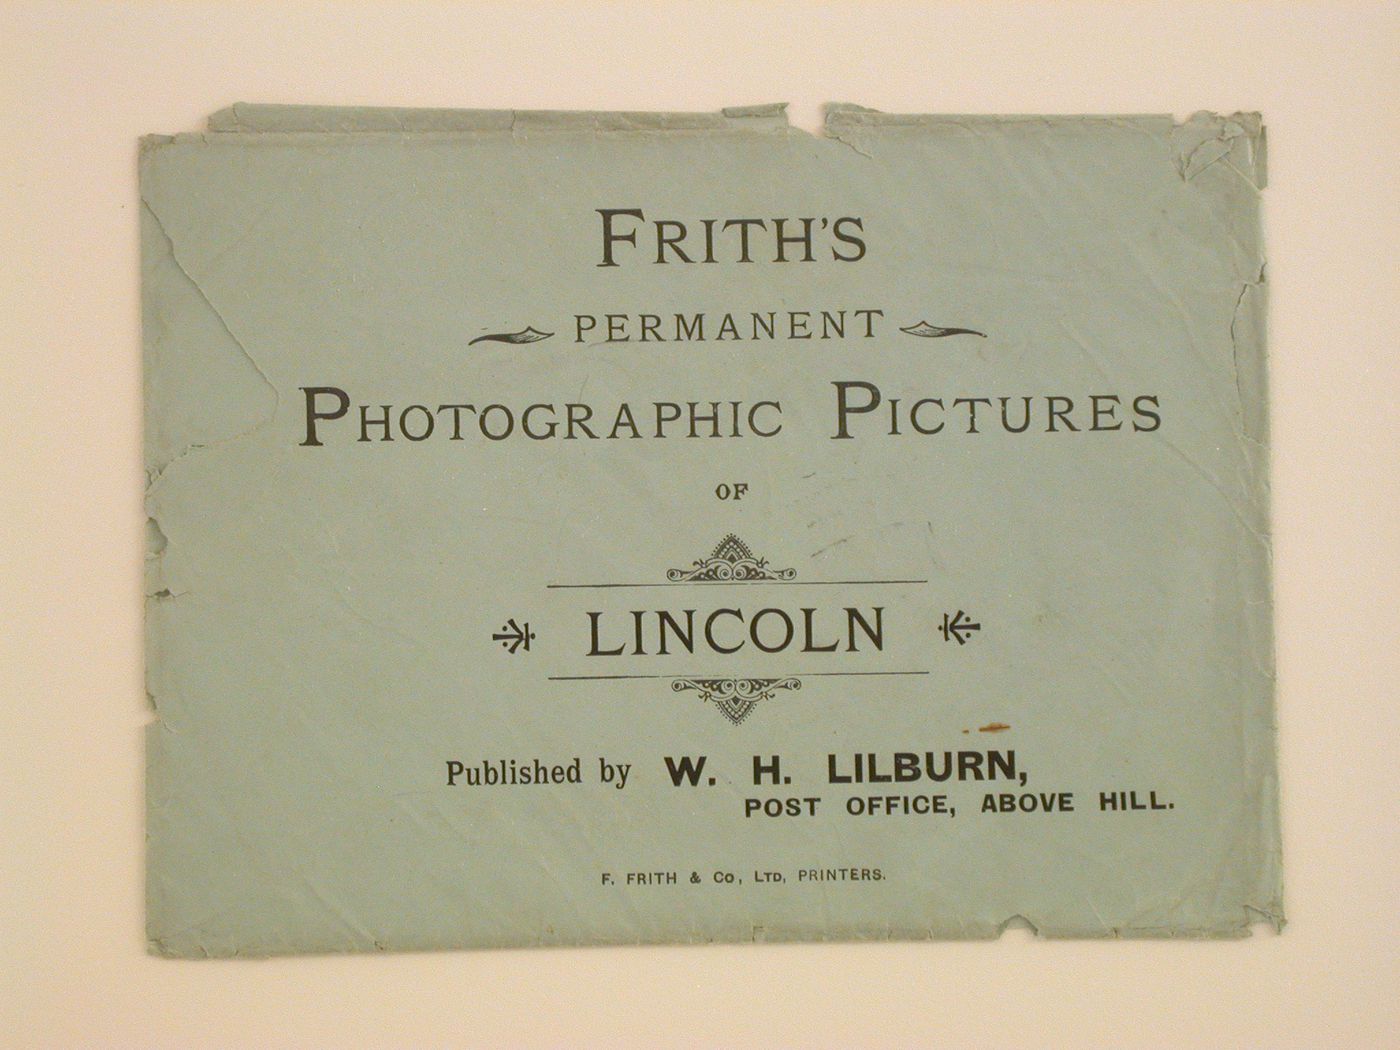 FRITH'S
PERMANENT
PHOTOGRAPHIC PICTURES
OF
LINCOLN
Published by W. H. LILBURN,
POST OFFICE, ABOVE HILL.
F. FRITH & CO, LTD, PRINTERS.